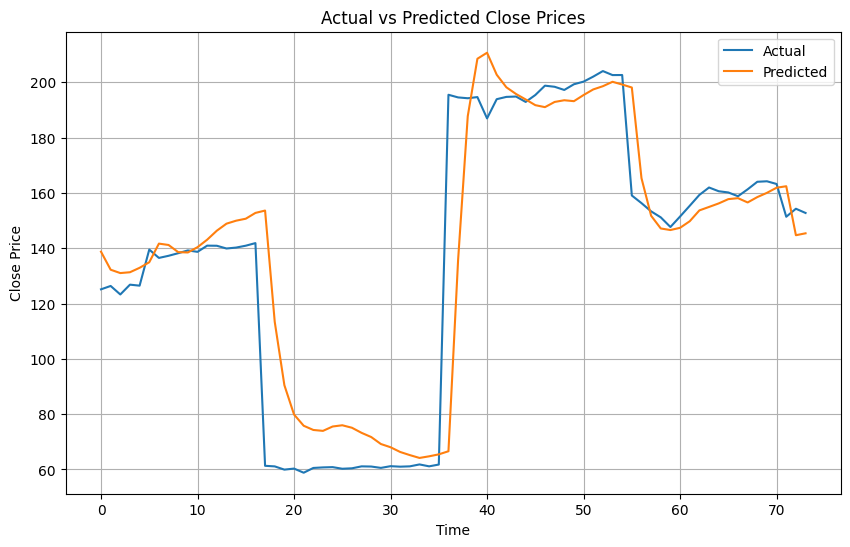 Actual vs Predicted Close Prices
Actual
Predicted
Close Price
200
180
160
140
120
100
80
60
0 10 20 30 40 50 60 70
Time